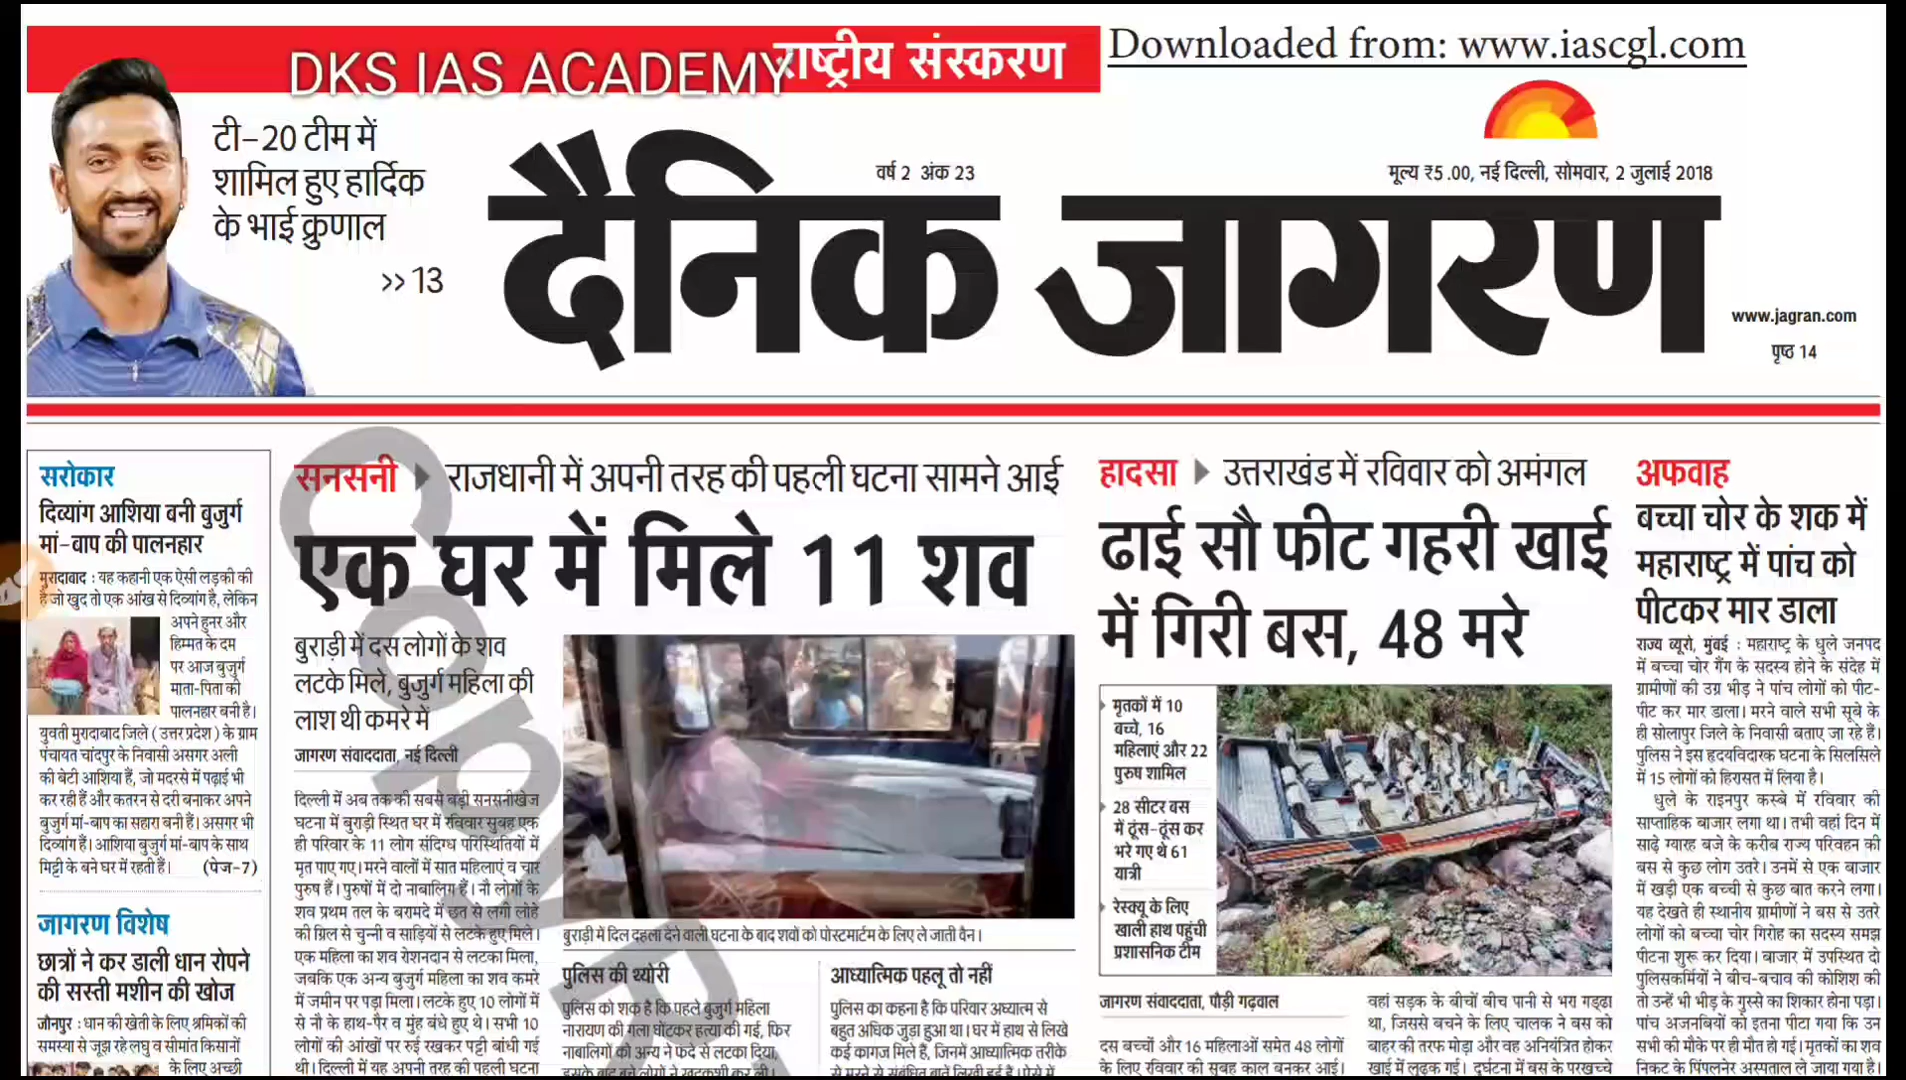 DKS IAS ACADEMY
राष्ट्रीय संस्करण
Downloaded from: www.iascgl.com
टी-20 टीम में
शामिल हुए हार्दिक
के भाई क्रुणाल
>> 13
वर्ष 2 अंक 23
मूल्य ₹5.00, नई दिल्ली, सोमवार, 2 जुलाई 2018
दैनिक जागरण
www.jagran.com
पृष्ठ 14
सरोकार
दिव्यांग आशिया बनी बुजुर्ग
मां-बाप की पालनहार
मुरादाबाद : यह कहानी एक ऐसी लड़की की
है जो खुद तो एक आंख से दिव्यांग है, लेकिन
अपने हुनर और
हिम्मत के दम
पर आज बुजुर्ग
माता-पिता की
पालनहार बनी है।
युवती मुरादाबाद जिले ( उत्तर प्रदेश ) के ग्राम
पंचायत चांदपुर के निवासी असगर अली
की बेटी आशिया हैं, जो मदरसे में पढ़ाई भी
कर रही हैं और कतरन से दरी बनाकर अपने
बुजुर्ग मां-बाप का सहारा बनी हैं। असगर भी
दिव्यांग हैं। आशिया बुजुर्ग मां-बाप के साथ
मिट्टी के बने घर में रहती हैं। (पेज-7)
जागरण विशेष
छात्रों ने कर डाली धान रोपने
की सस्ती मशीन की खोज
जौनपुर : धान की खेती के लिए श्रमिकों की
समस्या से जूझ रहे लघु व सीमांत किसानों
के लिए अच्छी
सनसनी ▶ राजधानी में अपनी तरह की पहली घटना सामने आई
एक घर में मिले 11 शव
बुराड़ी में दस लोगों के शव
लटके मिले, बुजुर्ग महिला की
लाश थी कमरे में
जागरण संवाददाता, नई दिल्ली
दिल्ली में अब तक की सबसे बड़ी सनसनीखेज
घटना में बुराड़ी स्थित घर में रविवार सुबह एक
ही परिवार के 11 लोग संदिग्ध परिस्थितियों में
मृत पाए गए। मरने वालों में सात महिलाएं व चार
पुरुष हैं। पुरुषों में दो नाबालिग हैं। नौ लोगों के
शव प्रथम तल के बरामदे में छत से लगी लोहे
की ग्रिल से चुन्नी व साड़ियों से लटके हुए मिले।
एक महिला का शव रोशनदान से लटका मिला,
जबकि एक अन्य बुजुर्ग महिला का शव कमरे
में जमीन पर पड़ा मिला। लटके हुए 10 लोगों में
से नौ के हाथ-पैर व मुंह बंधे हुए थे। सभी 10
लोगों की आंखों पर रुई रखकर पट्टी बांधी गई
थी। दिल्ली में यह अपनी तरह की पहली घटना
बुराड़ी में दिल दहला देने वाली घटना के बाद शवों को पोस्टमार्टम के लिए ले जाती वैन।
पुलिस की थ्योरी
पुलिस को शक है कि पहले बुजुर्ग महिला
नारायण की गला घोंटकर हत्या की गई, फिर
नाबालिगों को अन्य ने फंदे से लटका दिया,
इसके बाद बचे लोगों ने खुदकशी कर ली।
आध्यात्मिक पहलू तो नहीं
पुलिस का कहना है कि परिवार अध्यात्म से
बहुत अधिक जुड़ा हुआ था। घर में हाथ से लिखे
कई कागज मिले हैं, जिनमें आध्यात्मिक तरीके
से मरने से संबंधित बातें लिखी हुई हैं। ऐसे में
हादसा ▶ उत्तराखंड में रविवार को अमंगल
ढाई सौ फीट गहरी खाई
में गिरी बस, 48 मरे
मृतकों में 10
बच्चे, 16
महिलाएं और 22
पुरुष शामिल
28 सीटर बस
में ठूंस-ठूंस कर
भरे गए थे 61
यात्री
रेस्क्यू के लिए
खाली हाथ पहुंची
प्रशासनिक टीम
जागरण संवाददाता, पौड़ी गढ़वाल
दस बच्चों और 16 महिलाओं समेत 48 लोगों
के लिए रविवार की सुबह काल बनकर आई।
वहां सड़क के बीचों बीच पानी से भरा गड्ढा
था, जिससे बचने के लिए चालक ने बस को
बाहर की तरफ मोड़ा और वह अनियंत्रित होकर
खाई में लुढ़क गई। दुर्घटना में बस के परखच्चे
अफवाह
बच्चा चोर के शक में
महाराष्ट्र में पांच को
पीटकर मार डाला
राज्य ब्यूरो, मुंबई : महाराष्ट्र के धुले जनपद
में बच्चा चोर गैंग के सदस्य होने के संदेह में
ग्रामीणों की उग्र भीड़ ने पांच लोगों को पीट-
पीट कर मार डाला। मरने वाले सभी सूबे के
ही सोलापुर जिले के निवासी बताए जा रहे हैं।
पुलिस ने इस हृदयविदारक घटना के सिलसिले
में 15 लोगों को हिरासत में लिया है।
धुले के राइनपुर कस्बे में रविवार की
साप्ताहिक बाजार लगा था। तभी वहां दिन में
साढ़े ग्यारह बजे के करीब राज्य परिवहन की
बस से कुछ लोग उतरे। उनमें से एक बाजार
में खड़ी एक बच्ची से कुछ बात करने लगा।
यह देखते ही स्थानीय ग्रामीणों ने बस से उतरे
लोगों को बच्चा चोर गिरोह का सदस्य समझ
पीटना शुरू कर दिया। बाजार में उपस्थित दो
पुलिसकर्मियों ने बीच-बचाव की कोशिश की
तो उन्हें भी भीड़ के गुस्से का शिकार होना पड़ा।
पांच अजनबियों को इतना पीटा गया कि उन
सभी की मौके पर ही मौत हो गई। मृतकों का शव
निकट के पिंपलनेर अस्पताल ले जाया गया है।